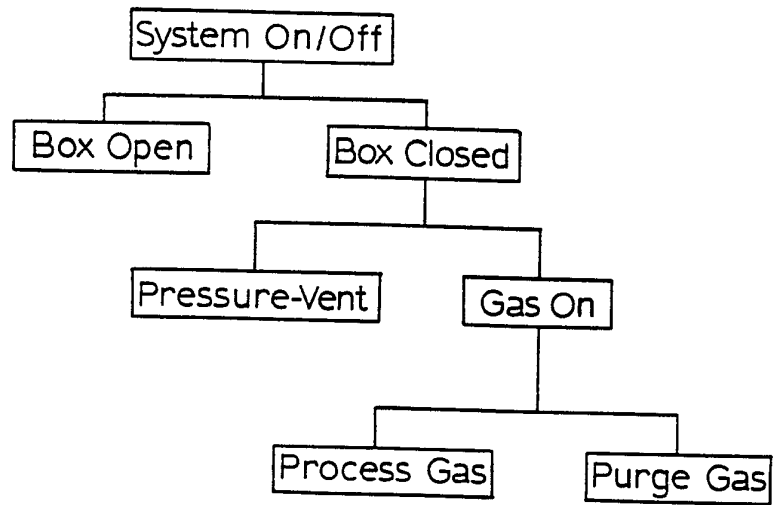 System On/Off
Box Open
Box Closed
Pressure-Vent
Gas On
Process Gas
Purge Gas